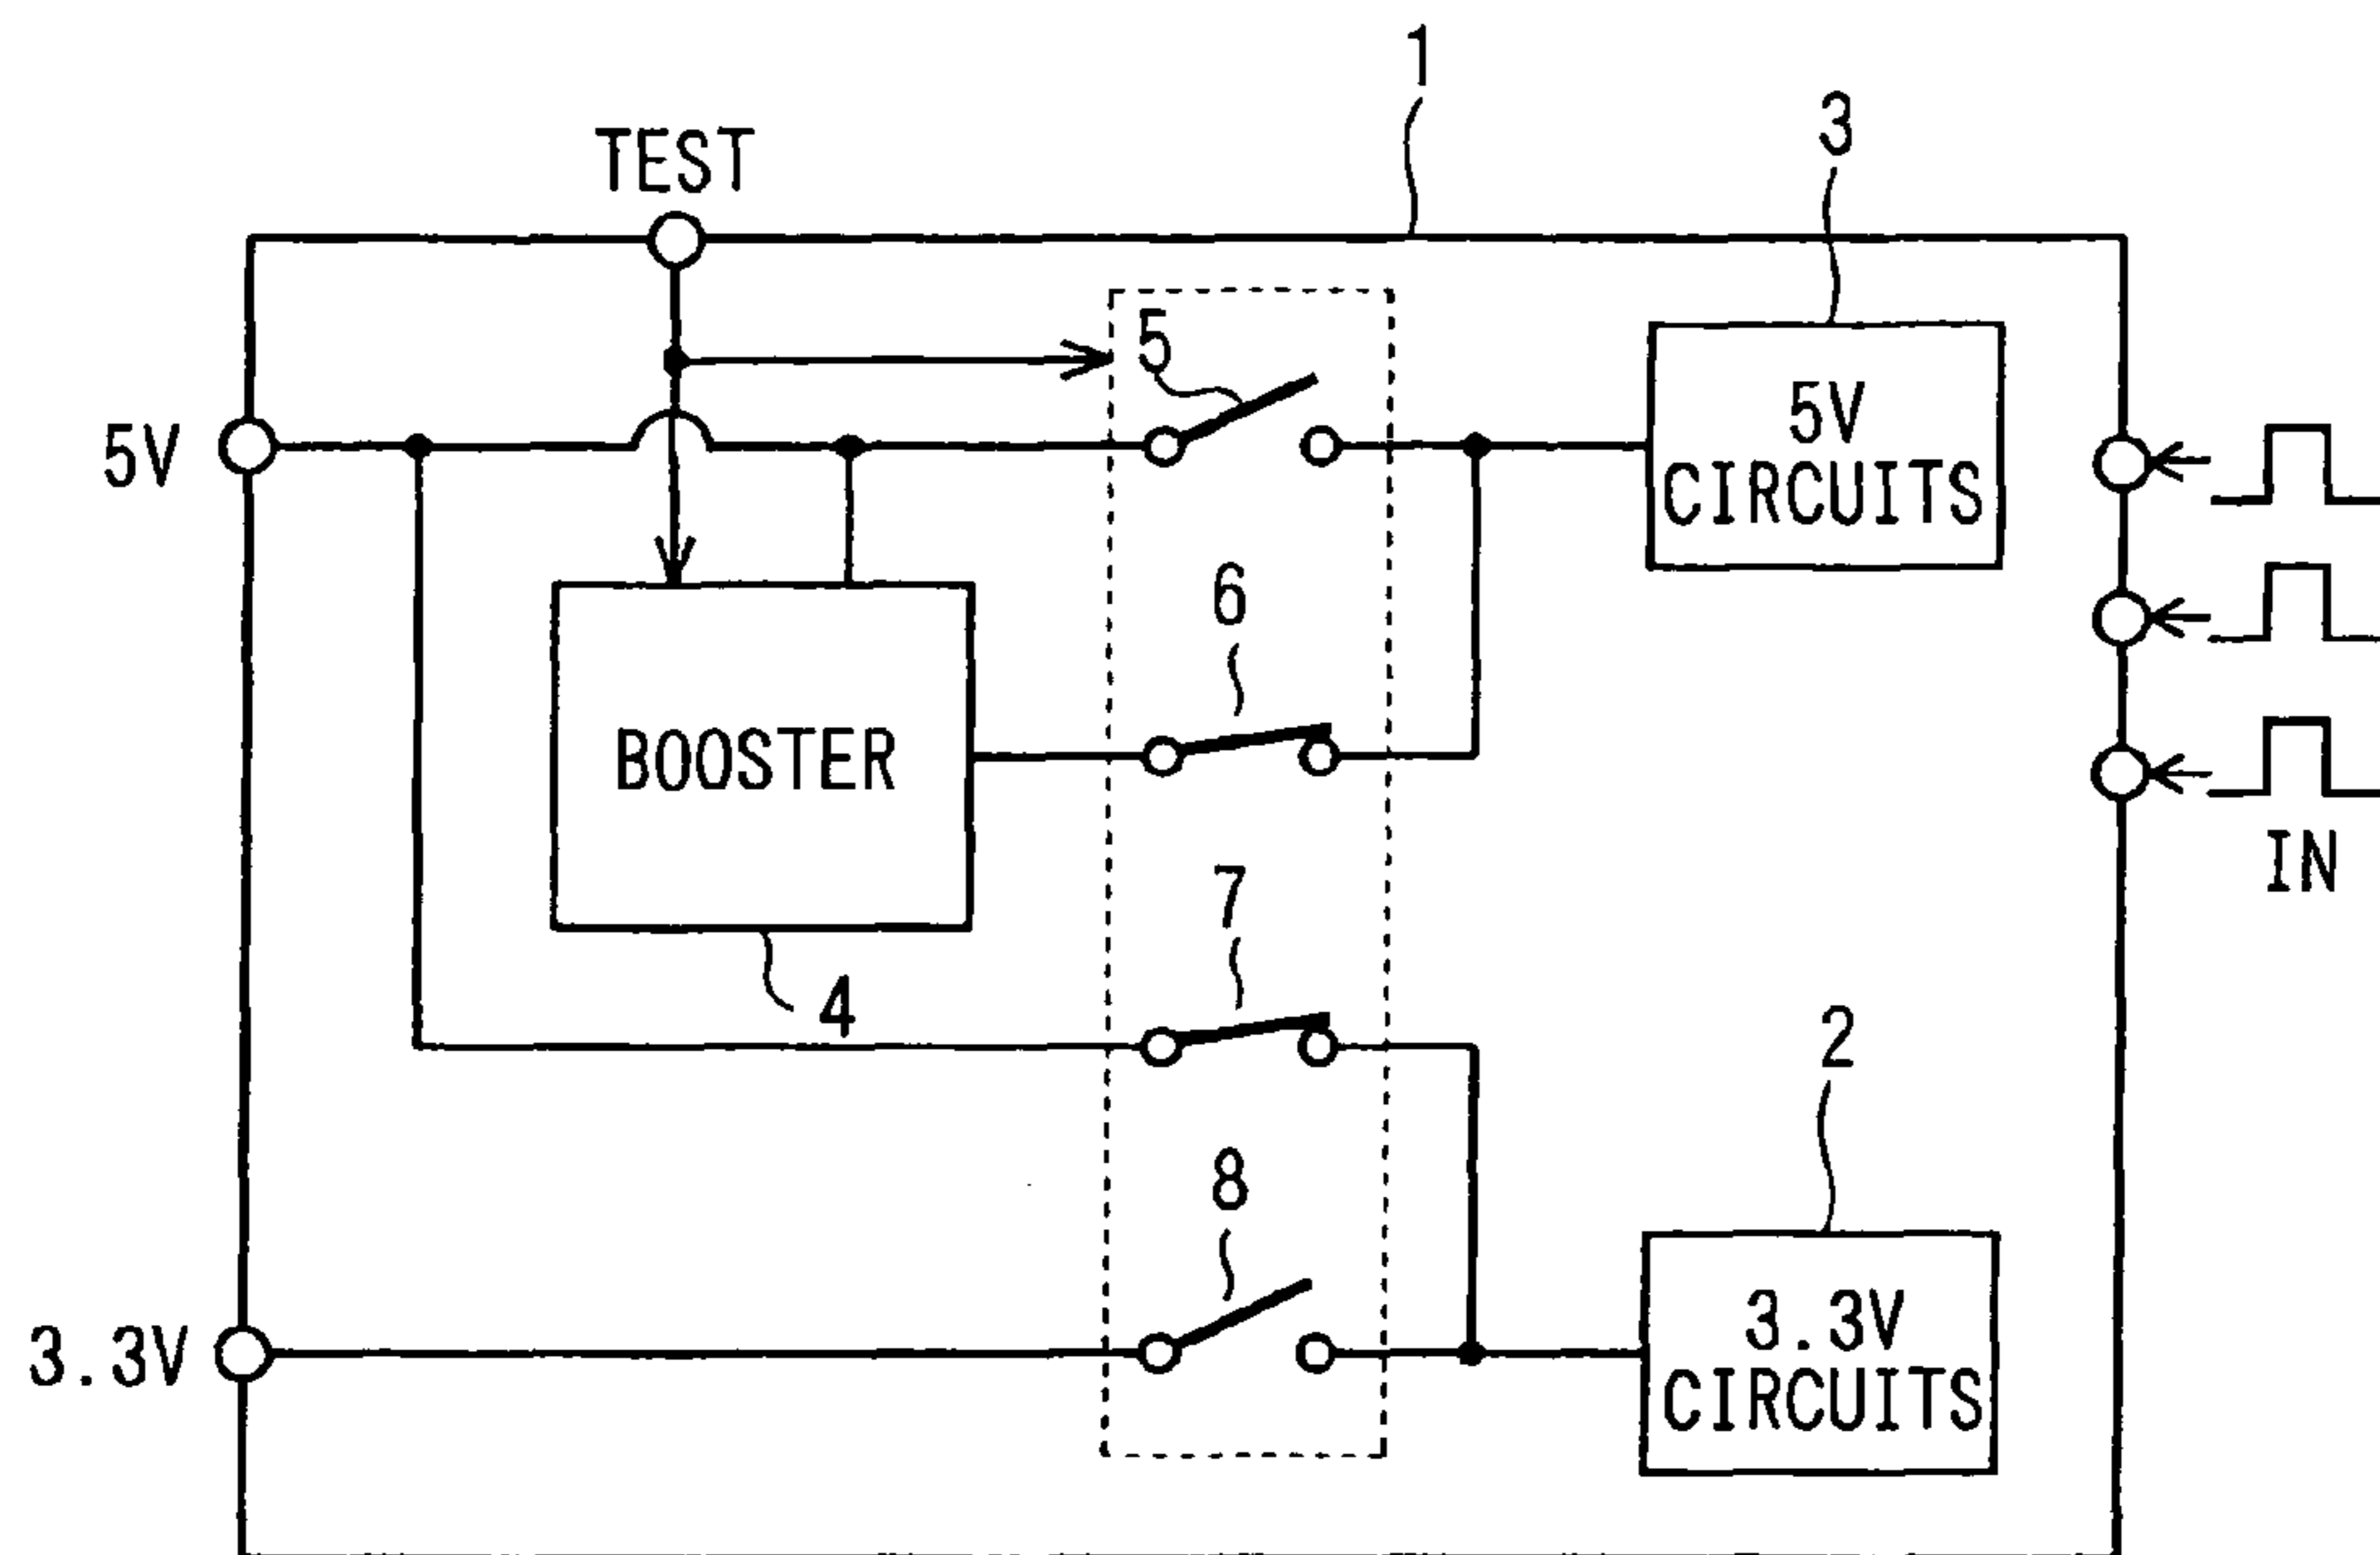 1
3
TEST
5
5V
5V
CIRCUITS
6
BOOSTER
IN
7
4
2
8
3.3V
3.3V
CIRCUITS